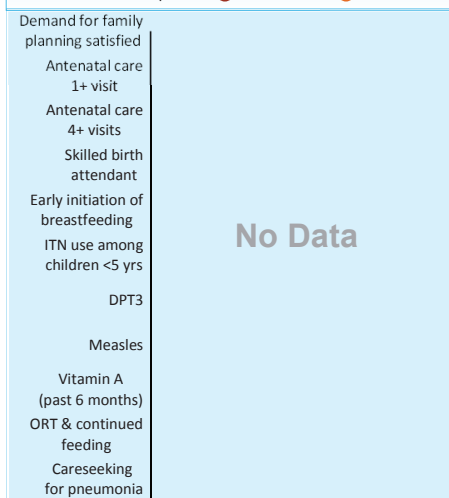 Demand for family
planning satisfied
Antenatal care
1+ visit
Antenatal care
4+ visits
Skilled birth
attendant
Early initiation of
breastfeeding
ITN use among
children <5 yrs
DPT3
Measles
Vitamin A
(past 6 months)
ORT & continued
feeding
Careseeking
for pneumonia
No Data